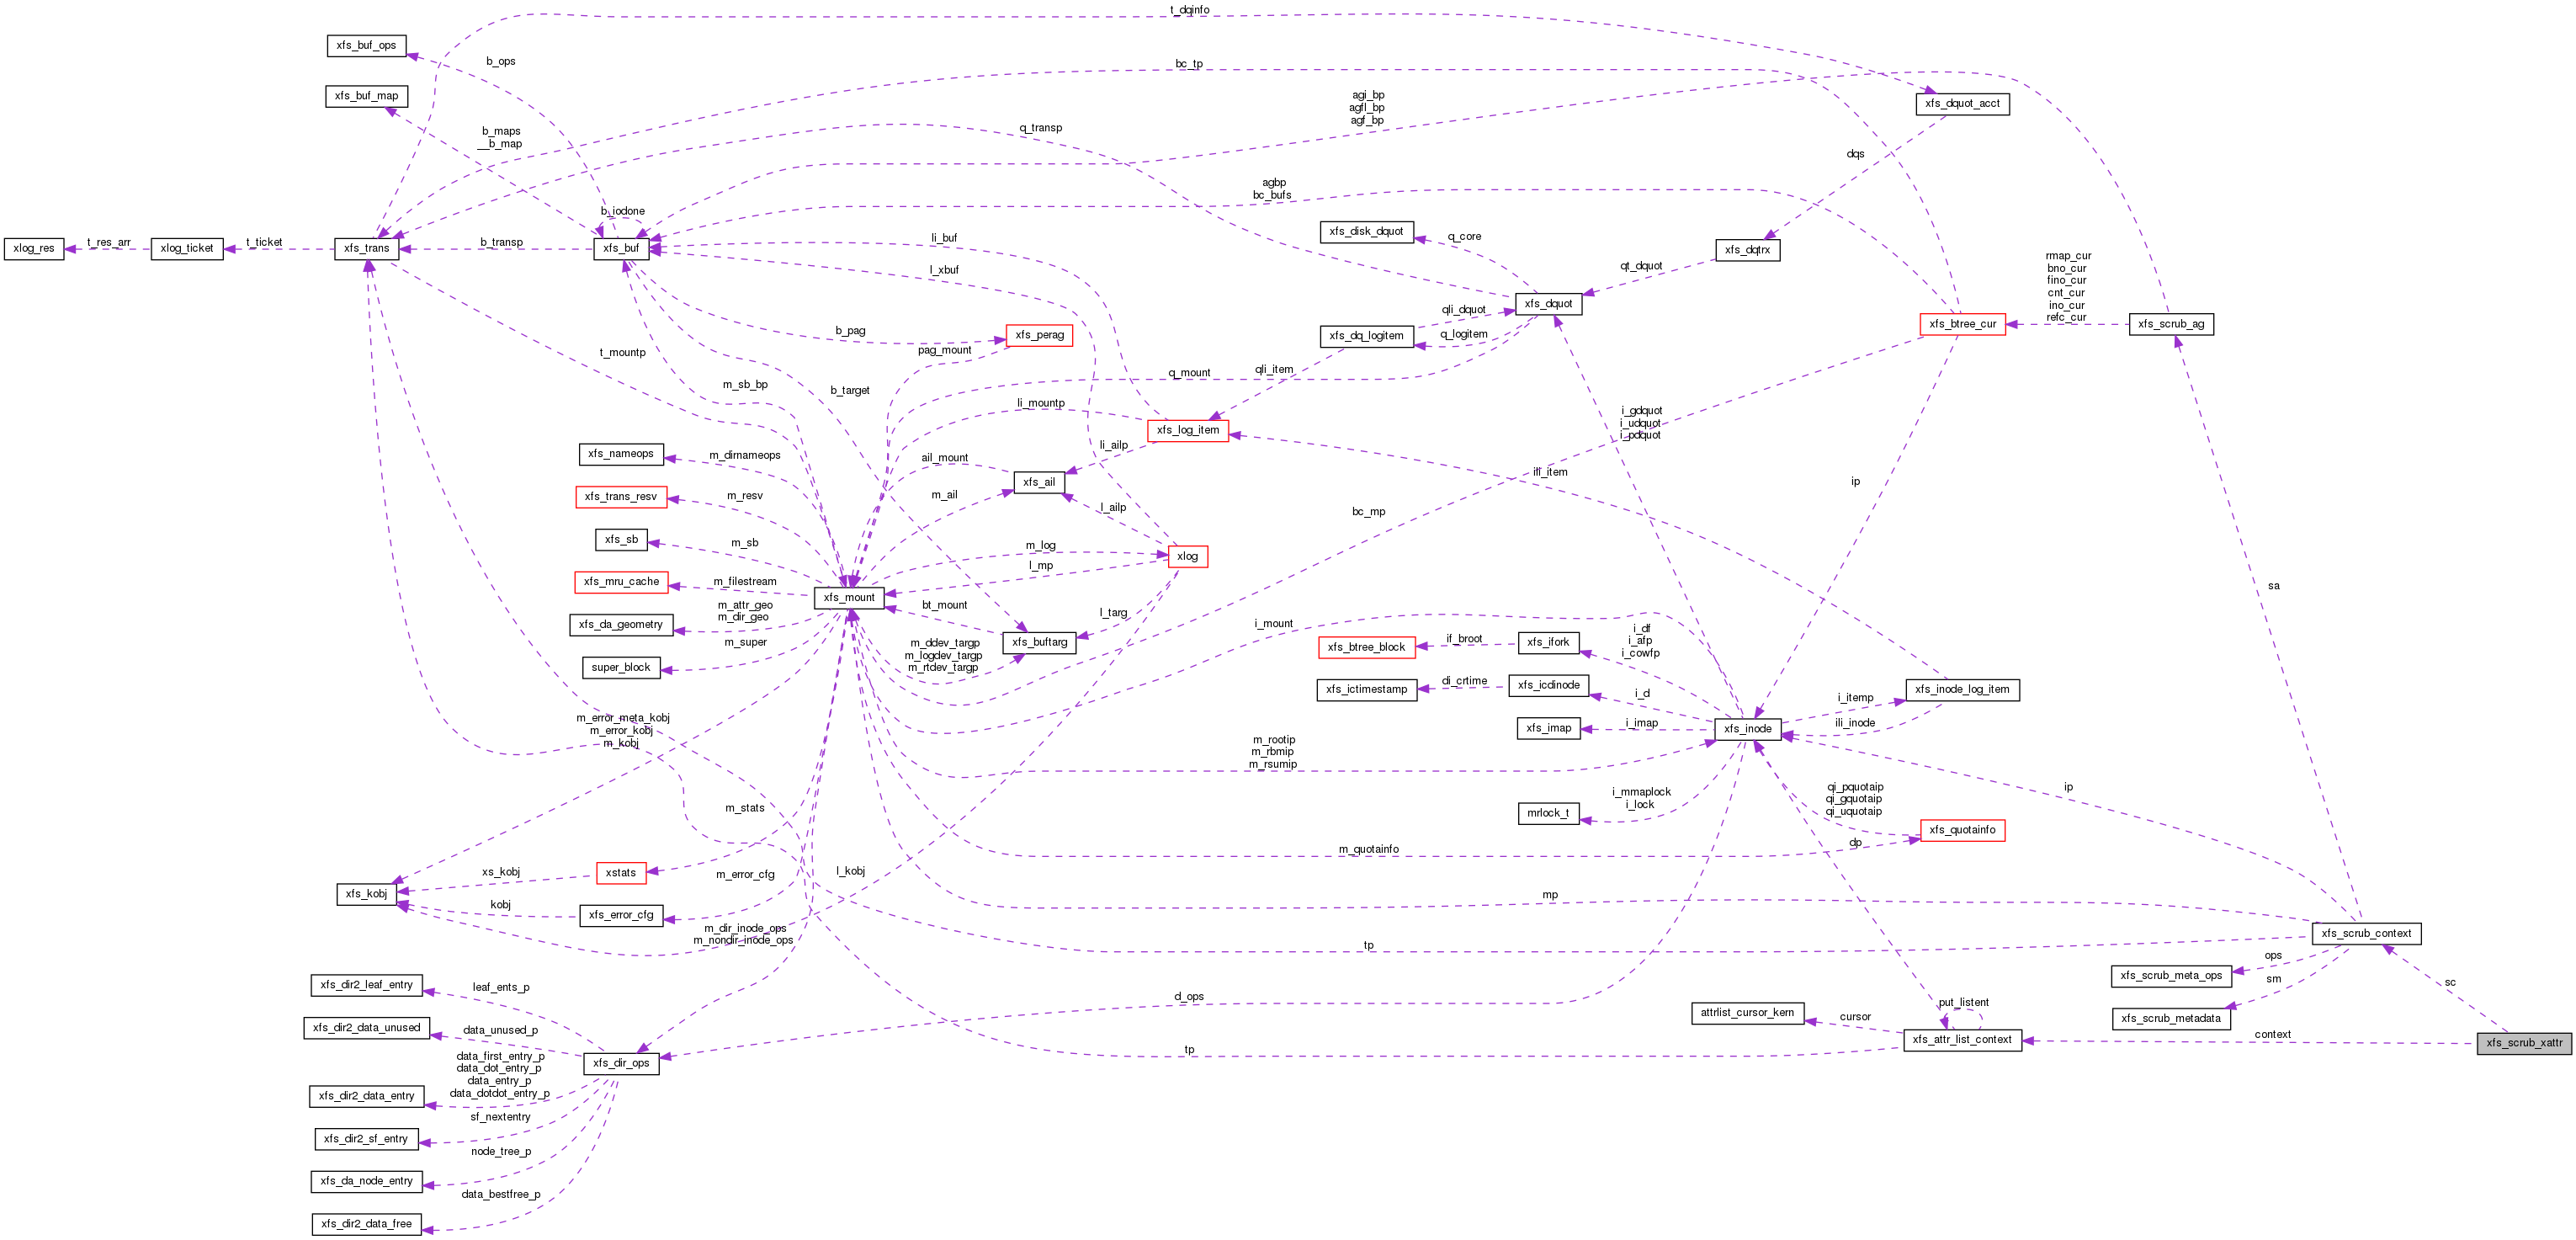 t_dqinfo
xfs_buf_ops
b_ops
bc_tp
xfs_buf_map
agi_bp
agfl_bp
agf_bp
xfs_dquot_acct
b_maps
__b_map
q_transp
dqs
agbp
bc_bufs
b_iodone
xfs_disk_dquot
q_core
li_buf
xlog_res
t_res_arr
xlog_ticket
t_ticket
xfs_trans
b_transp
xfs_buf
xfs_dqtrx
rmap_cur
bno_cur
fino_cur
cnt_cur
ino_cur
refc_cur
l_xbuf
qt_dquot
xfs_dquot
qli_dquot
b_pag
xfs_perag
xfs_dq_logitem
q_logitem
xfs_btree_cur
xfs_scrub_ag
t_mountp
pag_mount
m_sb_bp
b_target
q_mount
qli_item
li_mountp
xfs_log_item
i_gdquot
i_udquot
i_pdquot
xfs_nameops
m_dirnameops
ail_mount
li_ailp
ili_item
ip
xfs_trans_resv
m_resv
m_ail
xfs_ail
l_ailp
bc_mp
xfs_sb
m_sb
m_log
xlog
l_mp
xfs_mru_cache
m_filestream
sa
xfs_mount
m_attr_geo
m_dir_geo
bt_mount
l_targ
xfs_da_geometry
i_mount
m_super
super_block
m_ddev_targp
m_logdev_targp
m_rtdev_targp
xfs_buftarg
xfs_btree_block
if_broot
xfs_ifork
i_df
i_afp
i_cowfp
xfs_ictimestamp
di_crtime
xfs_icdinode
i_d
i_itemp
xfs_inode_log_item
m_error_meta_kobj
m_error_kobj
m_kobj
m_rootip
m_rbmip
m_rsumip
xfs_imap
i_imap
xfs_inode
ili_inode
m_stats
i_mmaplock
i_lock
mrlock_t
qi_pquotaip
qi_gquotaip
qi_uquotaip
ip
xfs_quotainfo
m_quotainfo
dp
xs_kobj
xstats
m_error_cfg
l_kobj
xfs_kobj
kobj
xfs_error_cfg
mp
m_dir_inode_ops
m_nondir_inode_ops
tp
xfs_scrub_context
xfs_dir2_leaf_entry
leaf_ents_p
d_ops
xfs_scrub_meta_ops
ops
sm
sc
xfs_dir2_data_unused
data_unused_p
attrlist_cursor_kern
cursor
put_listent
xfs_scrub_metadata
xfs_attr_list_context
context
xfs_scrub_xattr
tp
xfs_dir_ops
data_first_entry_p
data_dot_entry_p
data_entry_p
data_dotdot_entry_p
xfs_dir2_data_entry
sf_nextentry
xfs_dir2_sf_entry
node_tree_p
xfs_da_node_entry
data_bestfree_p
xfs_dir2_data_free